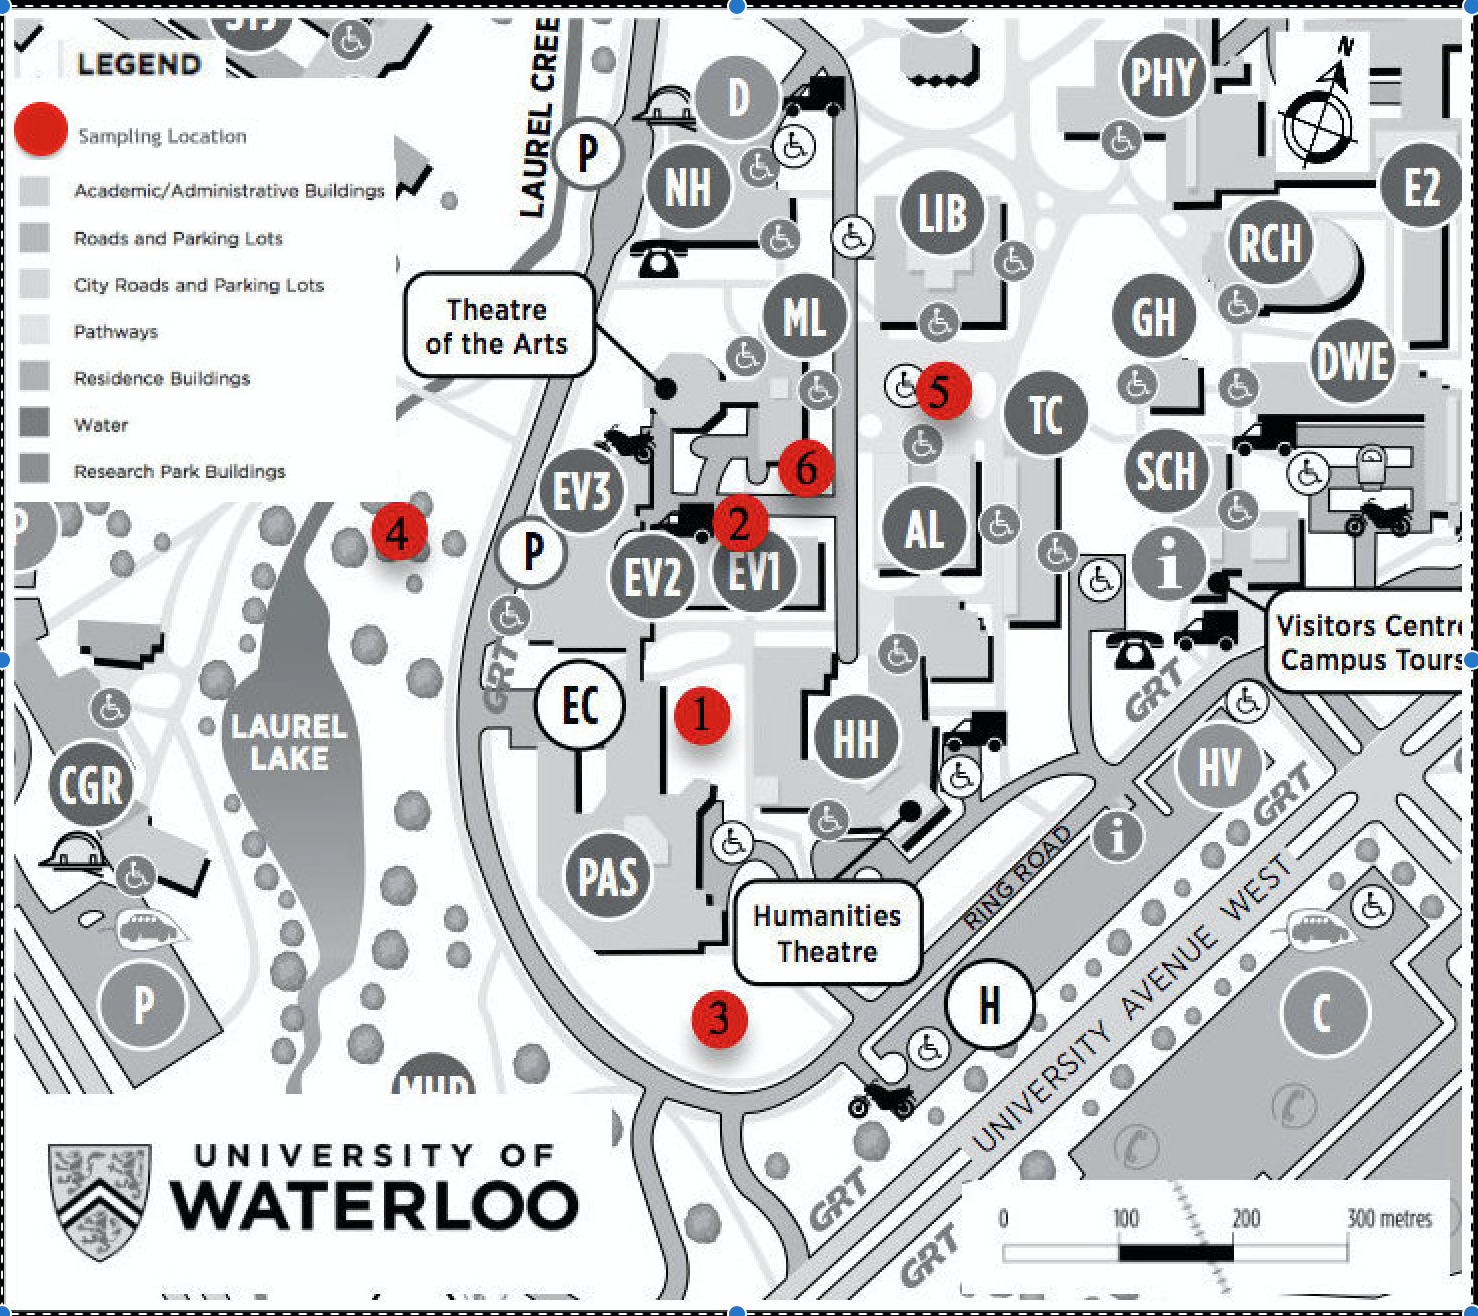 LEGEND
Sampling Location
Academic/Administrative Buildings
Roads and Parking Lots
City Roads and Parking Lots
Pathways
Residence Buildings
Water
Research Park Buildings
LAUREL CREE
N
PHY
D
P
NH
E2
LIB
RCH
Theatre
of the Arts
ML
GH
DWE
5
TC
6
SCH
EV3
4
2
AL
P
P
EV2
EV1
i
Visitors Centre
Campus Tours
GRT
GRT
EC
1
LAUREL
LAKE
HH
HV
GRT
CGR
i
PAS
RING ROAD
Humanities
Theatre
UNIVERSITY AVENUE WEST
P
3
H
C
UNIVERSITY OF
WATERLOO
GRT
GRT
0 100 200 300 metres